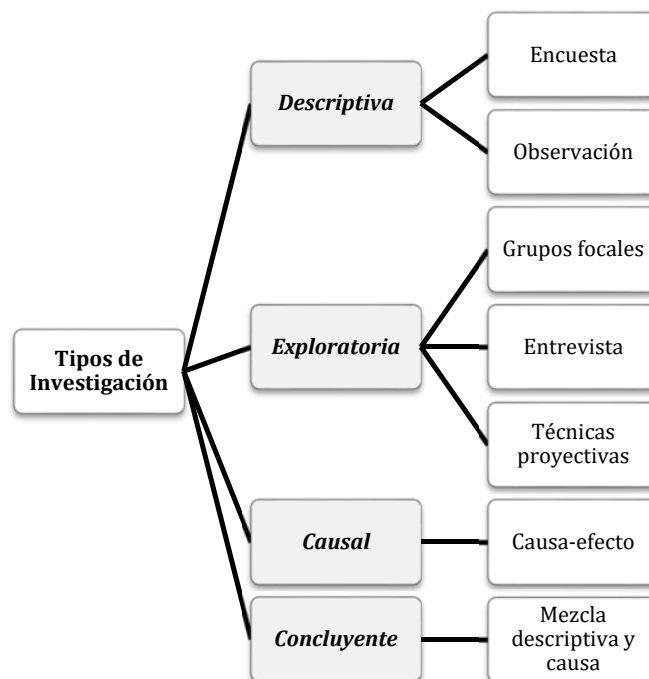 Tipos de
Investigación
Descriptiva
Encuesta
Observación
Exploratoria
Grupos focales
Entrevista
Técnicas
proyectivas
Causal
Causa-efecto
Concluyente
Mezcla
descriptiva y
causa